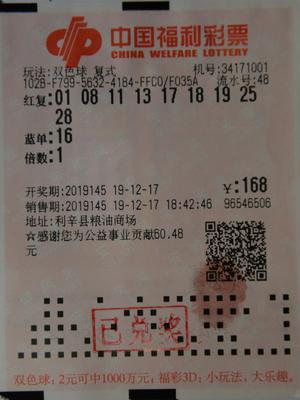 中国福利彩票
CHINA WELFARE LOTTERY
玩法: 双色球 复式 机号: 34171001
102B-F799-5632-4184-FFC0/F035A 流水号: 48
红复: 01 08 11 13 17 18 19 25
28
蓝单: 16
倍数: 1
开奖期: 2019145 19-12-17 ¥: 168
销售期: 2019145 19-12-17 18:42:46 96546506
地址: 利辛县粮油商场
☆感谢您为公益事业贡献60.48
元
已兑奖
双色球: 2元可中1000万元, 福彩3D: 小玩法、大乐趣。